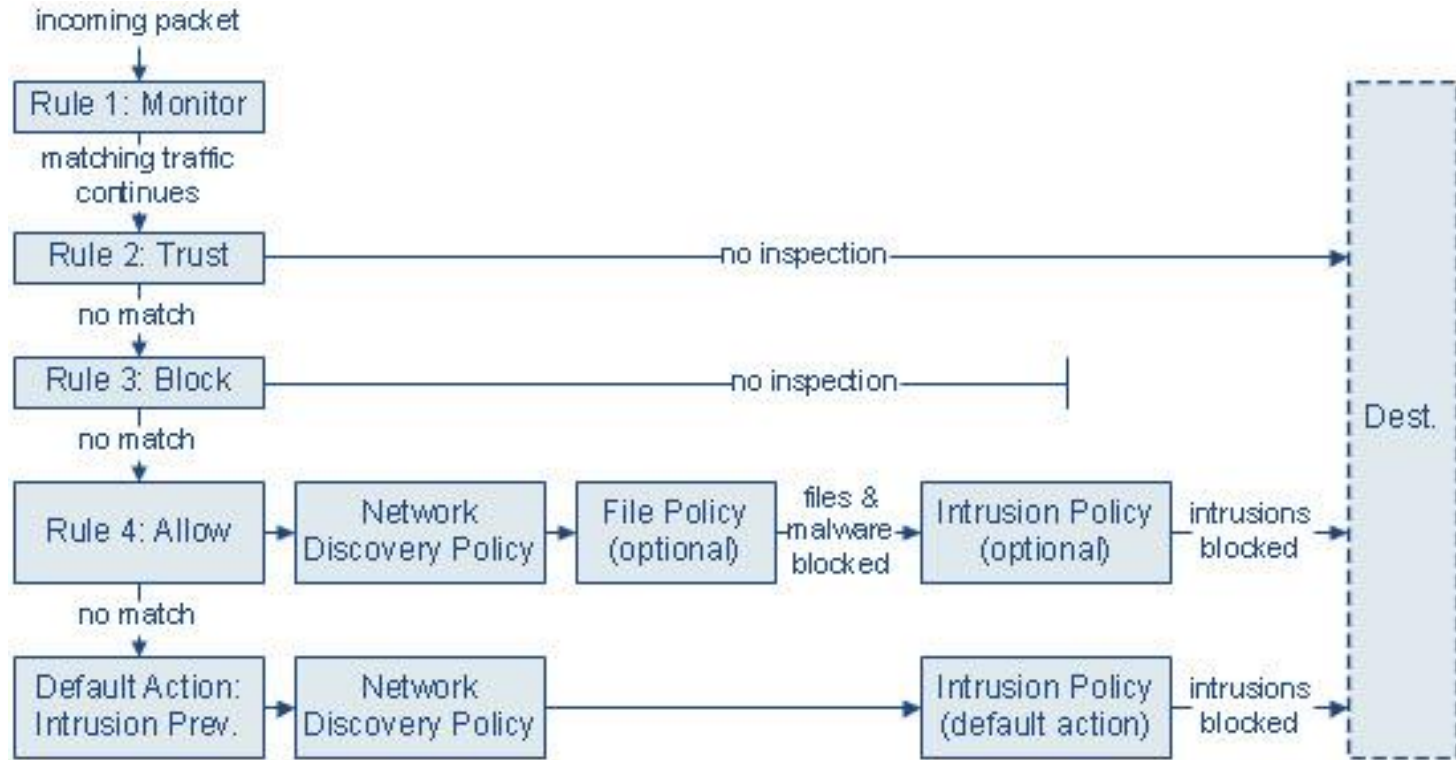 incoming packet
Rule 1: Monitor
matching traffic
continues
Rule 2: Trust
no inspection
no match
Rule 3: Block
no inspection
no match
Rule 4: Allow
Network
Discovery Policy
File Policy
(optional)
files &
malware
blocked
Intrusion Policy
(optional)
intrusions
blocked
no match
Default Action:
Intrusion Prev.
Network
Discovery Policy
Intrusion Policy
(default action)
intrusions
blocked
Dest.